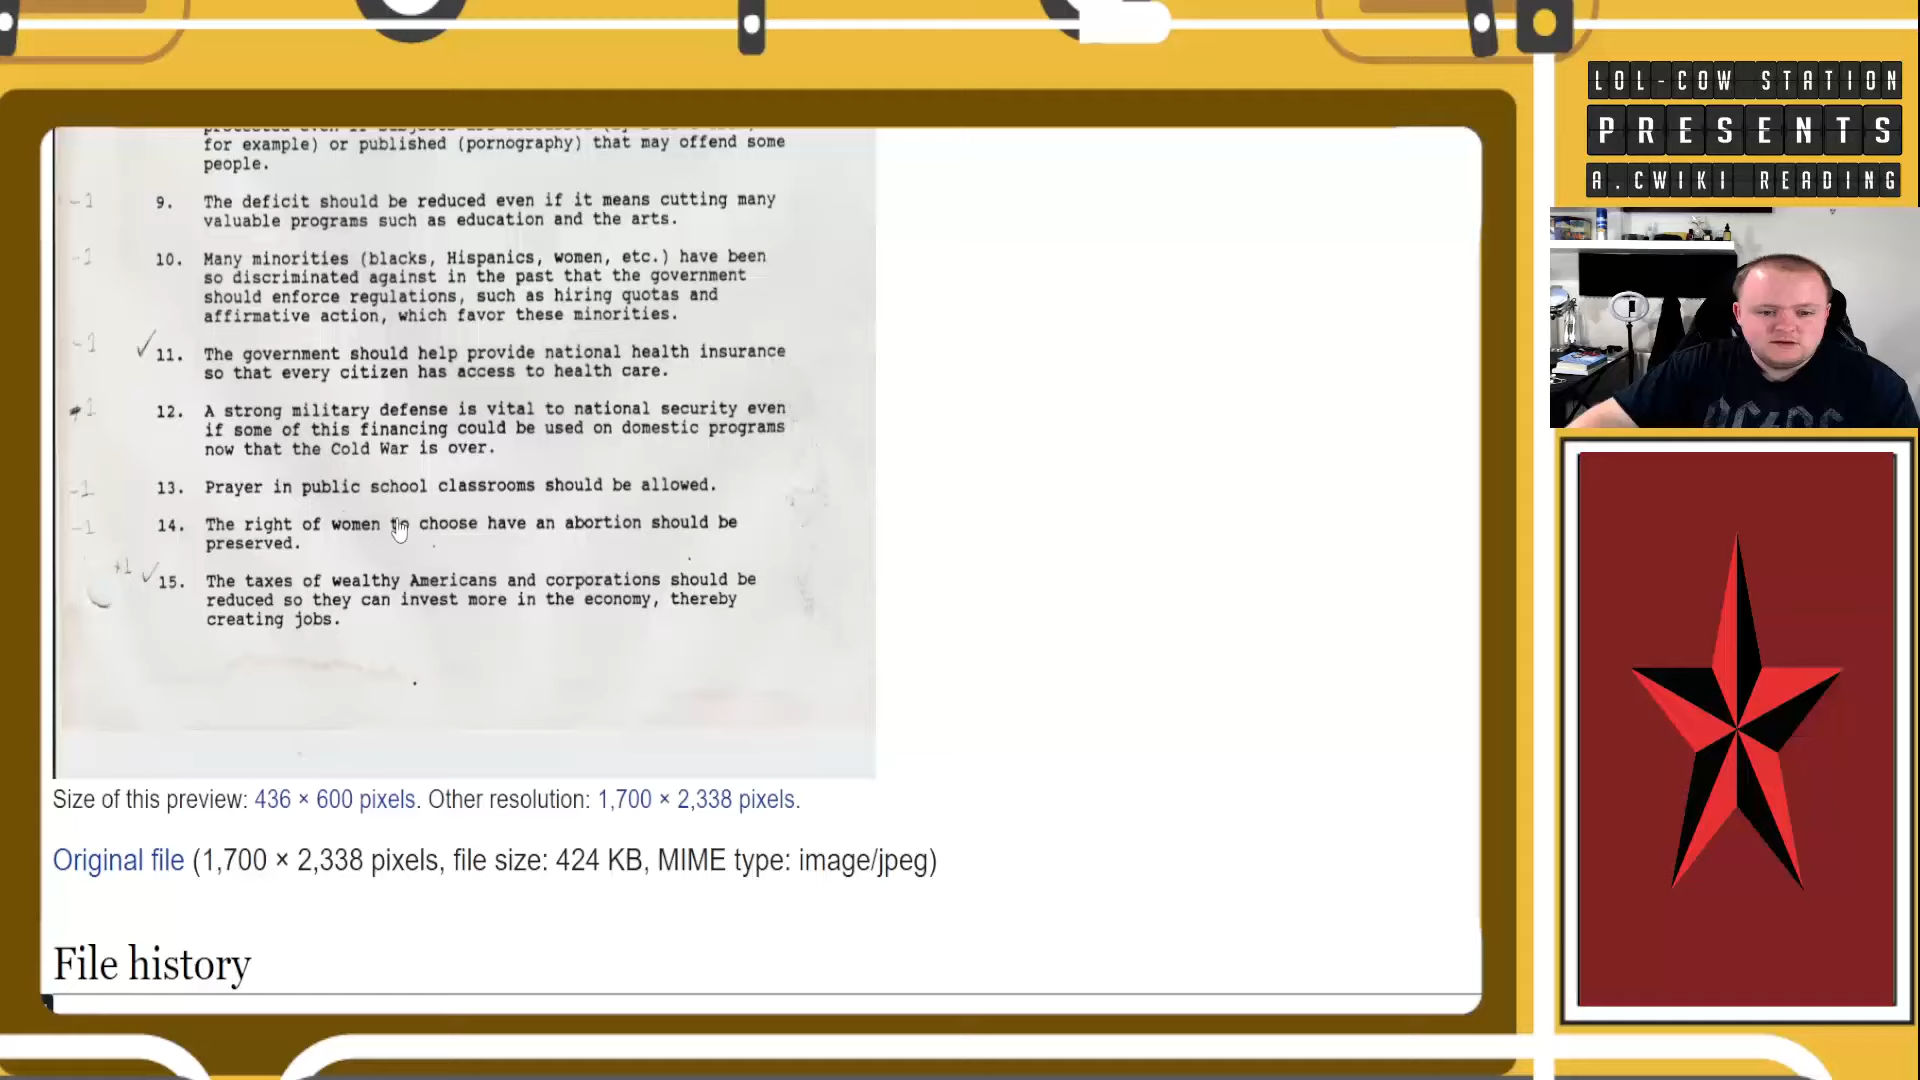 LOL-COW STATION
PRESENTS
A.CWIKI READING
for example) or published (pornography) that may offend some
people.
-1 9. The deficit should be reduced even if it means cutting many
valuable programs such as education and the arts.
-1 10. Many minorities (blacks, Hispanics, women, etc.) have been
so discriminated against in the past that the government
should enforce regulations, such as hiring quotas and
affirmative action, which favor these minorities.
-1 ✓ 11. The government should help provide national health insurance
so that every citizen has access to health care.
+1 12. A strong military defense is vital to national security even
if some of this financing could be used on domestic programs
now that the Cold War is over.
-1 13. Prayer in public school classrooms should be allowed.
-1 14. The right of women to choose have an abortion should be
preserved.
+1 ✓ 15. The taxes of wealthy Americans and corporations should be
reduced so they can invest more in the economy, thereby
creating jobs.
Size of this preview: 436 × 600 pixels. Other resolution: 1,700 × 2,338 pixels.
Original file (1,700 × 2,338 pixels, file size: 424 KB, MIME type: image/jpeg)
File history